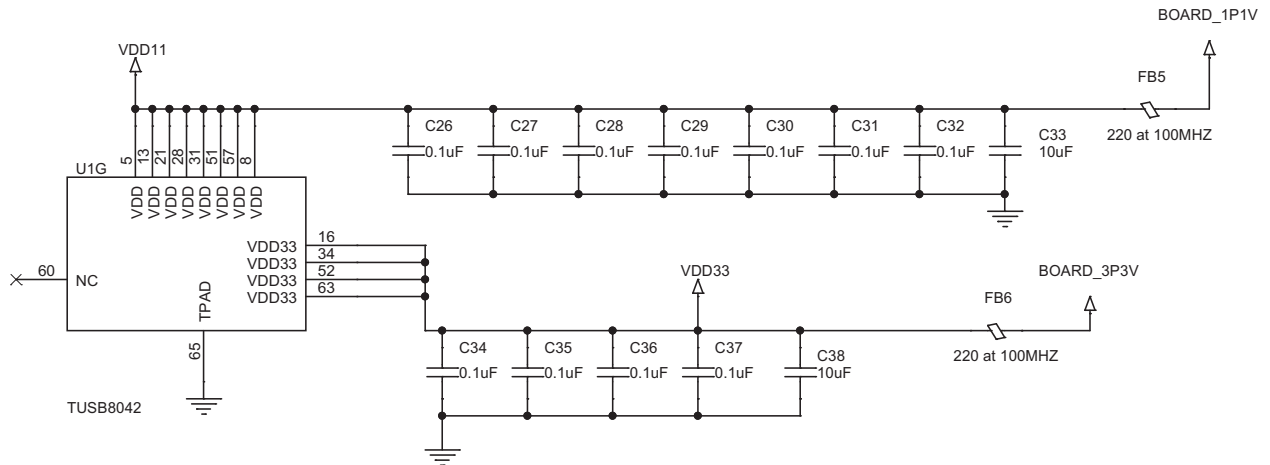 BOARD_1P1V
VDD11
FB5
220 at 100MHZ
C26
0.1uF
C27
0.1uF
C28
0.1uF
C29
0.1uF
C30
0.1uF
C31
0.1uF
C32
0.1uF
C33
10uF
5
13
21
28
31
51
57
8
U1G
VDD
VDD
VDD
VDD
VDD
VDD
VDD
VDD
VDD33 16
VDD33 34
VDD33 52
VDD33 63
60 NC
TPAD
65
TUSB8042
VDD33
BOARD_3P3V
FB6
220 at 100MHZ
C34
0.1uF
C35
0.1uF
C36
0.1uF
C37
0.1uF
C38
10uF